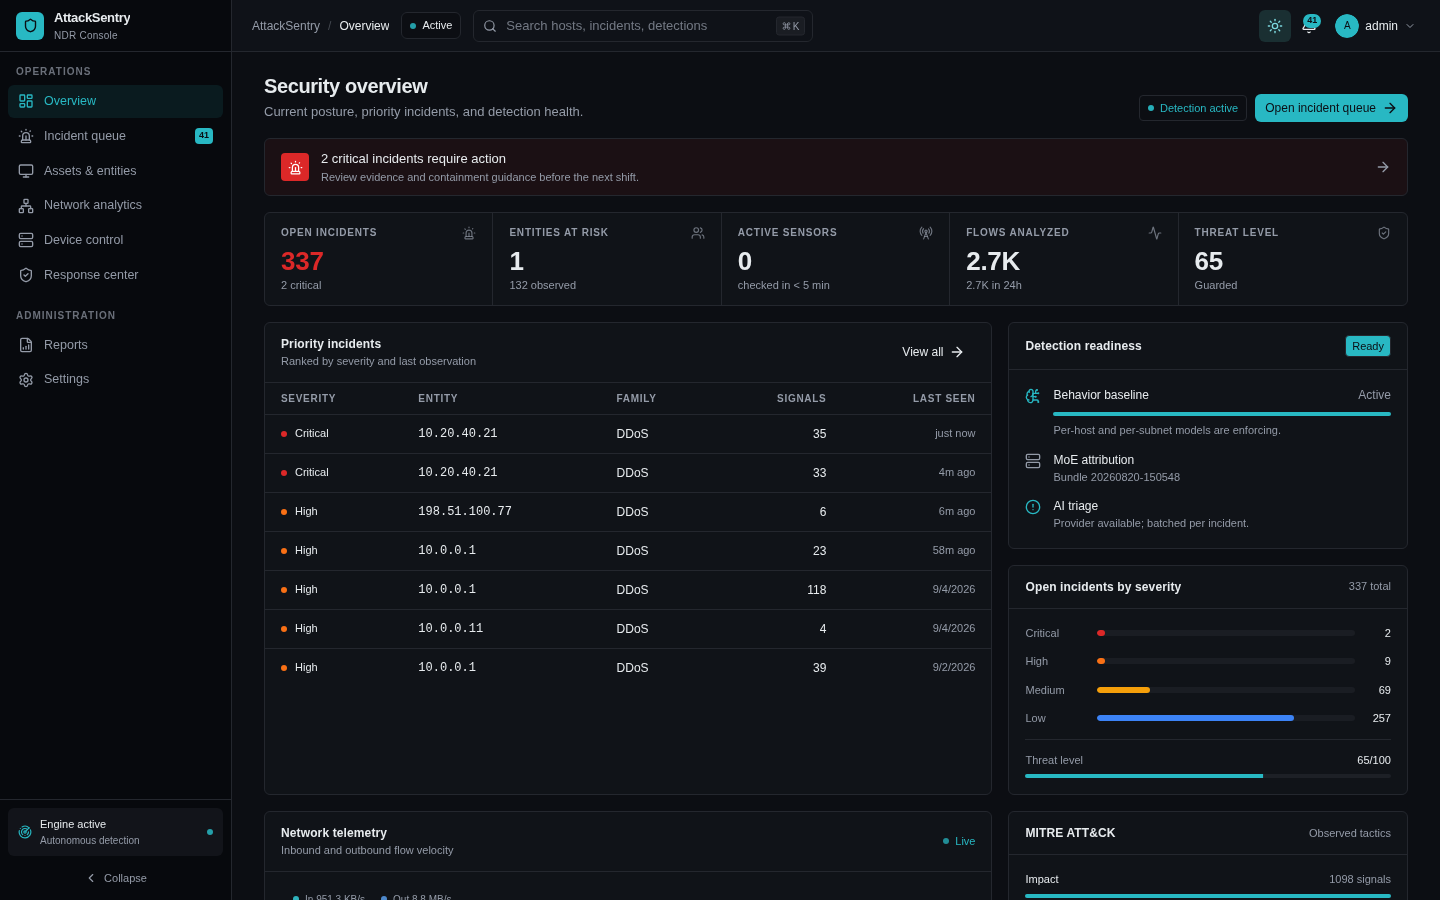 AttackSentry
NDR Console
AttackSentry / Overview
Active
Search hosts, incidents, detections
⌘K
41
A
admin
OPERATIONS
Overview
Incident queue
41
Assets & entities
Network analytics
Device control
Response center
ADMINISTRATION
Reports
Settings
Engine active
Autonomous detection
Collapse
Security overview
Current posture, priority incidents, and detection health.
Detection active
Open incident queue
2 critical incidents require action
Review evidence and containment guidance before the next shift.
OPEN INCIDENTS
337
2 critical
ENTITIES AT RISK
1
132 observed
ACTIVE SENSORS
0
checked in < 5 min
FLOWS ANALYZED
2.7K
2.7K in 24h
THREAT LEVEL
65
Guarded
Priority incidents
Ranked by severity and last observation
View all
SEVERITY ENTITY FAMILY SIGNALS LAST SEEN
Critical 10.20.40.21 DDoS 35 just now
Critical 10.20.40.21 DDoS 33 4m ago
High 198.51.100.77 DDoS 6 6m ago
High 10.0.0.1 DDoS 23 58m ago
High 10.0.0.1 DDoS 118 9/4/2026
High 10.0.0.11 DDoS 4 9/4/2026
High 10.0.0.1 DDoS 39 9/2/2026
Detection readiness
Ready
Behavior baseline Active
Per-host and per-subnet models are enforcing.
MoE attribution
Bundle 20260820-150548
AI triage
Provider available; batched per incident.
Open incidents by severity 337 total
Critical 2
High 9
Medium 69
Low 257
Threat level 65/100
Network telemetry
Inbound and outbound flow velocity
Live
In 951.3 KB/s Out 8.8 MB/s
MITRE ATT&CK Observed tactics
Impact 1098 signals